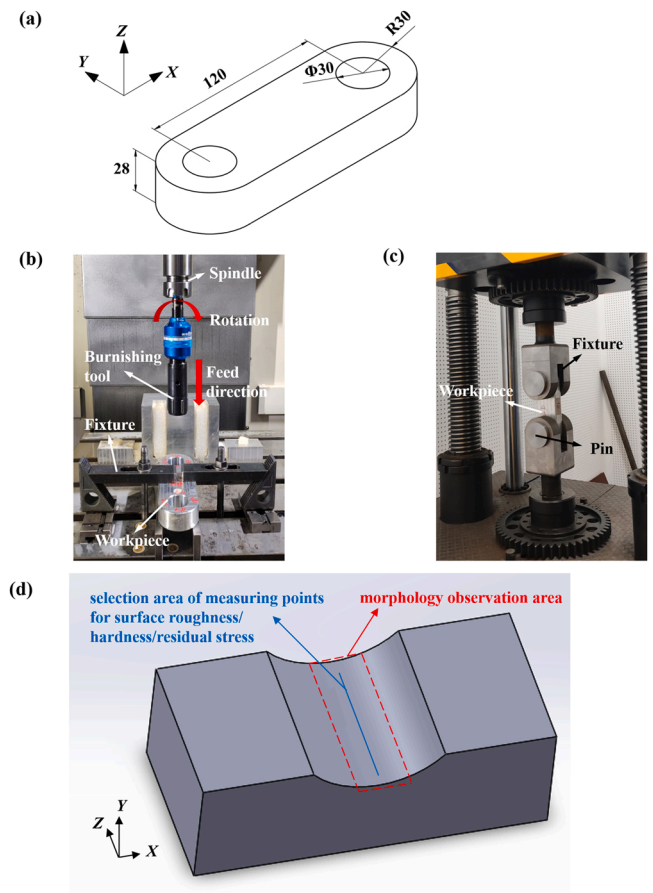 (a)
Z
Y
X
120
R30
Φ30
28
(b)
Spindle
Rotation
Burnishing
tool
Feed
direction
Fixture
Workpiece
(c)
Fixture
Workpiece
Pin
(d)
selection area of measuring points
for surface roughness/
hardness/residual stress
morphology observation area
Y
Z
X